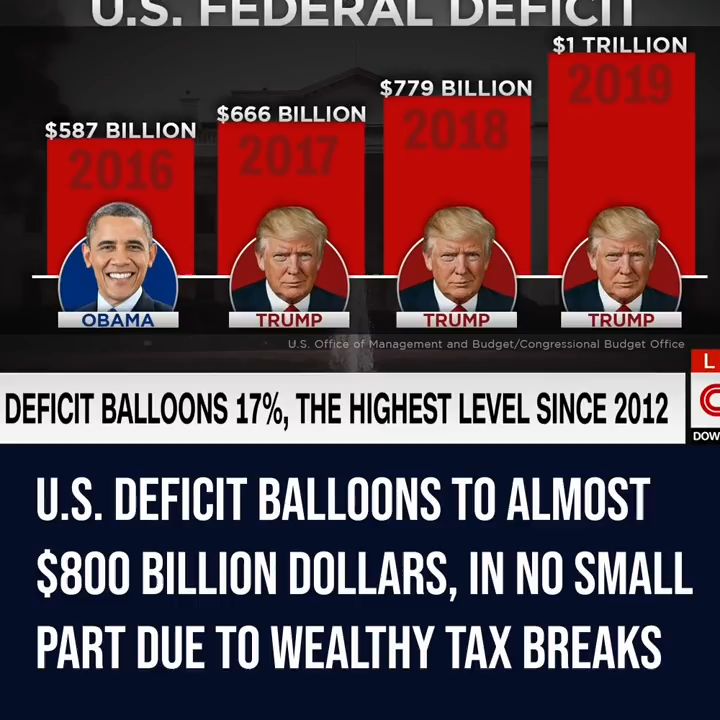 U.S. FEDERAL DEFICIT
$1 TRILLION
$779 BILLION
$666 BILLION
$587 BILLION
2016
2017
2018
2019
OBAMA
TRUMP
TRUMP
TRUMP
U.S. Office of Management and Budget/Congressional Budget Office
DEFICIT BALLOONS 17%, THE HIGHEST LEVEL SINCE 2012
U.S. DEFICIT BALLOONS TO ALMOST
$800 BILLION DOLLARS, IN NO SMALL
PART DUE TO WEALTHY TAX BREAKS